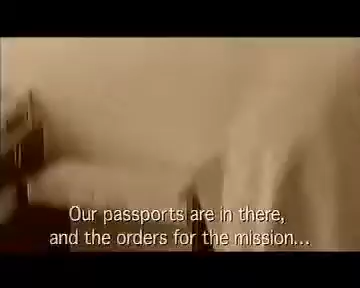 Our passports are in there,
and the orders for the mission...